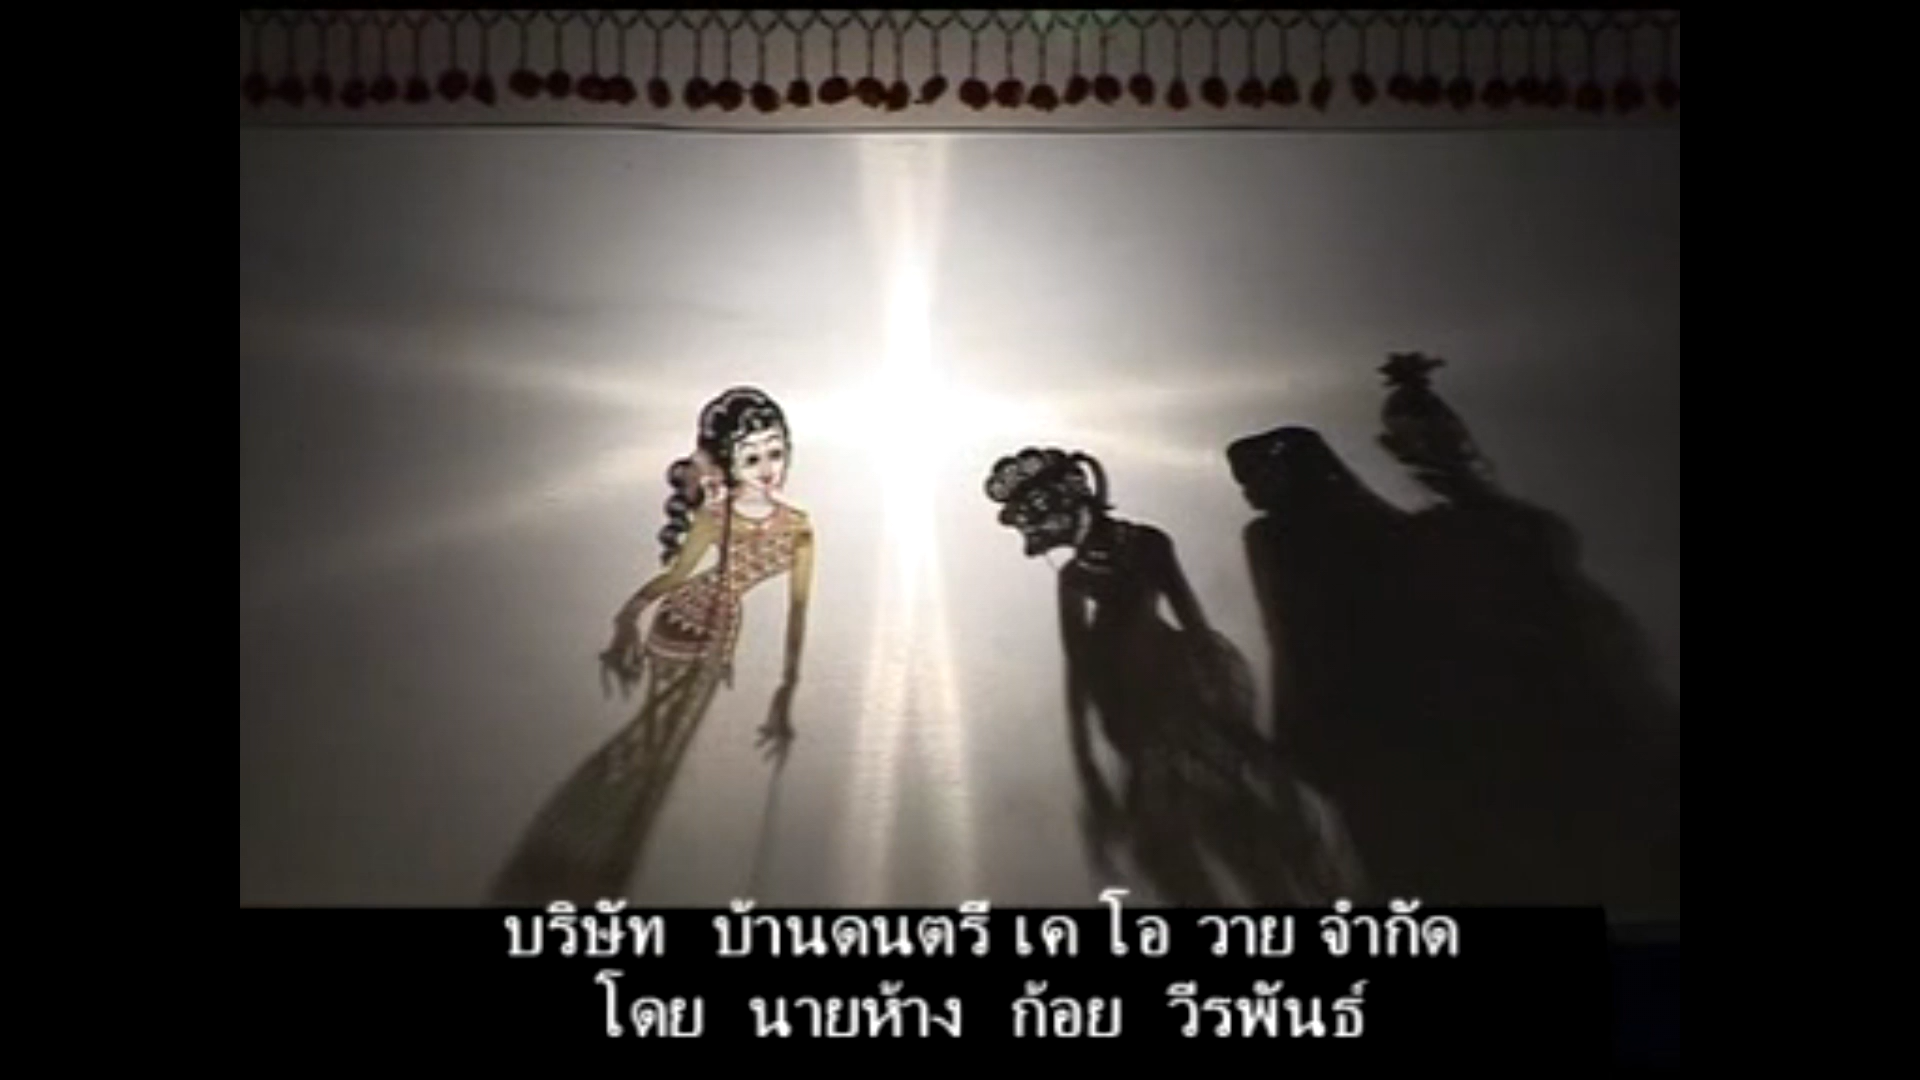 บริษัท บ้านดนตรี เค โอ วาย จำกัด
โดย นายห้าง ก้อย วีรพันธ์